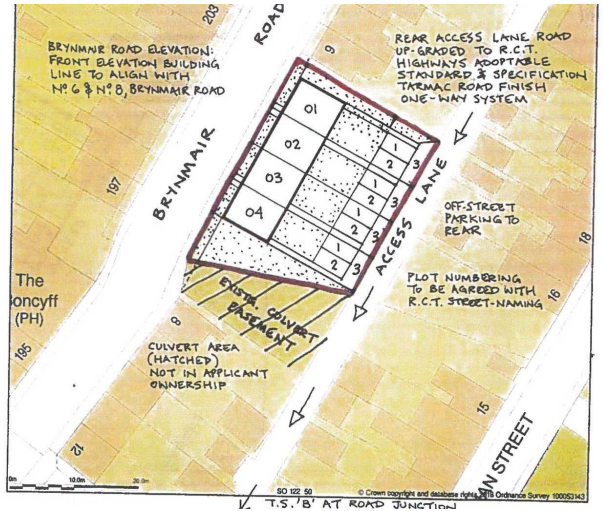 203
ROAD
9
BRYNMAIR ROAD ELEVATION:
FRONT ELEVATION BUILDING
LINE TO ALIGN WITH
Nº 6 & Nº 8, BRYNMAIR ROAD
REAR ACCESS LANE ROAD
UP-GRADED TO R.C.T.
HIGHWAYS ADOPTABLE
STANDARD & SPECIFICATION
TARMAC ROAD FINISH
ONE-WAY SYSTEM
BRYNMAIR
197
01
02
03
04
1
2
3
1
2
3
1
2
3
1
2
3
ACCESS LANE
OFF-STREET
PARKING TO
REAR
18
PLOT NUMBERING
TO BE AGREED WITH
R.C.T. STREET-NAMING
16
The
oncyff
(PH)
195
EXISTG. CULVERT
EASEMENT
8
CULVERT AREA
(HATCHED)
NOT IN APPLICANT
OWNERSHIP
15
12
AN STREET
0m 10.0m 20.0m
SO 122 50
© Crown copyright and database rights 2018 Ordnance Survey 100053143
T.S. 'B' AT ROAD JUNCTION